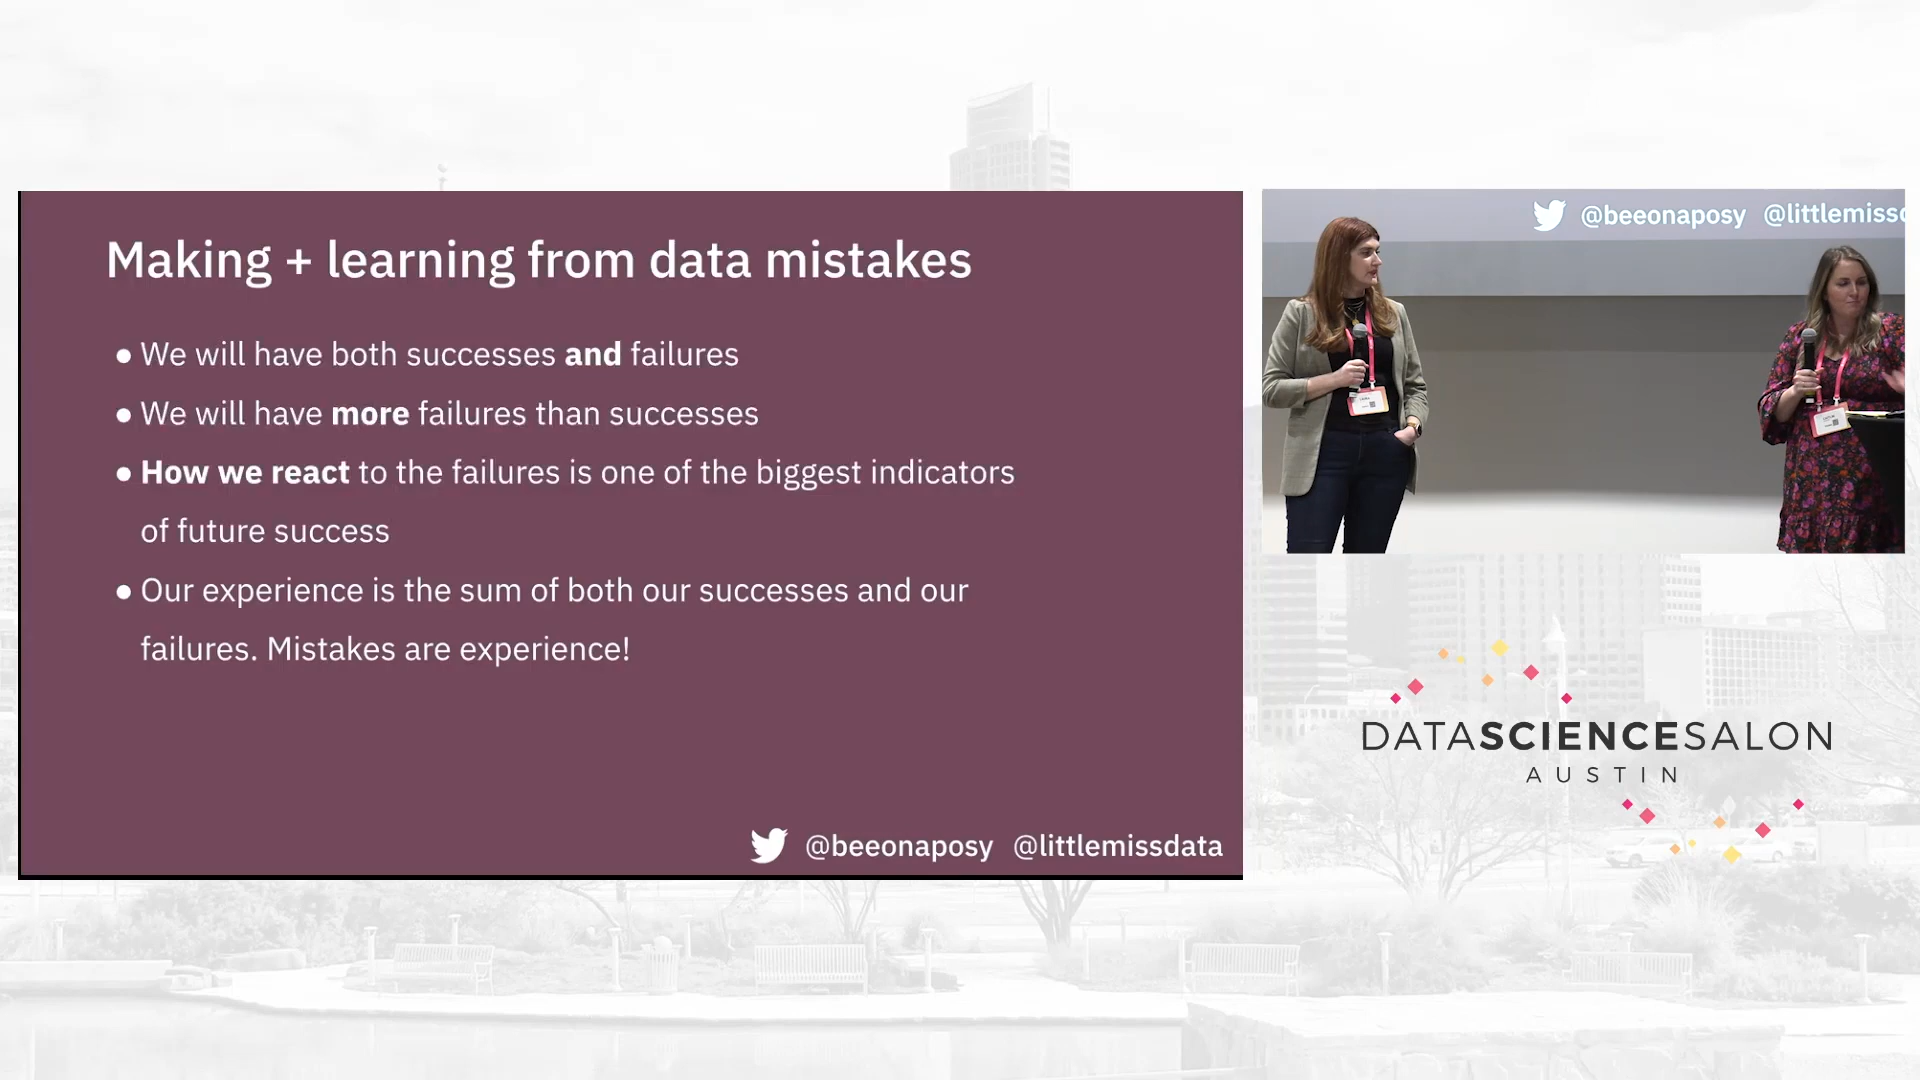 Making + learning from data mistakes
● We will have both successes and failures
● We will have more failures than successes
● How we react to the failures is one of the biggest indicators
of future success
● Our experience is the sum of both our successes and our
failures. Mistakes are experience!
@beeonaposy @littlemissdata
@beeonaposy @littlemiss
DATASCIENCESALON
AUSTIN